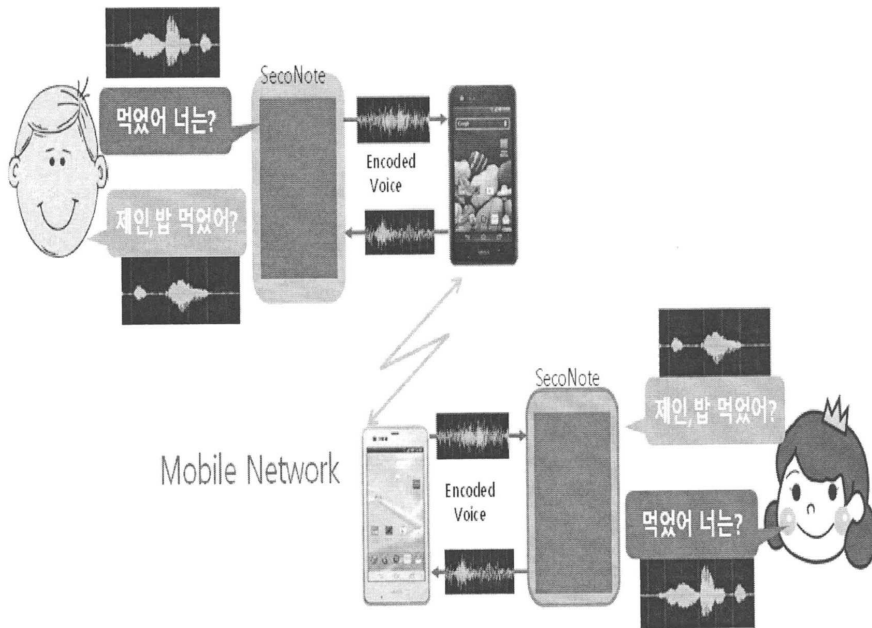 SecoNote
먹었어 너는?
Encoded
Voice
제인,밥 먹었어?
Google
SecoNote
제인,밥 먹었어?
Mobile Network
Encoded
Voice
먹었어 너는?